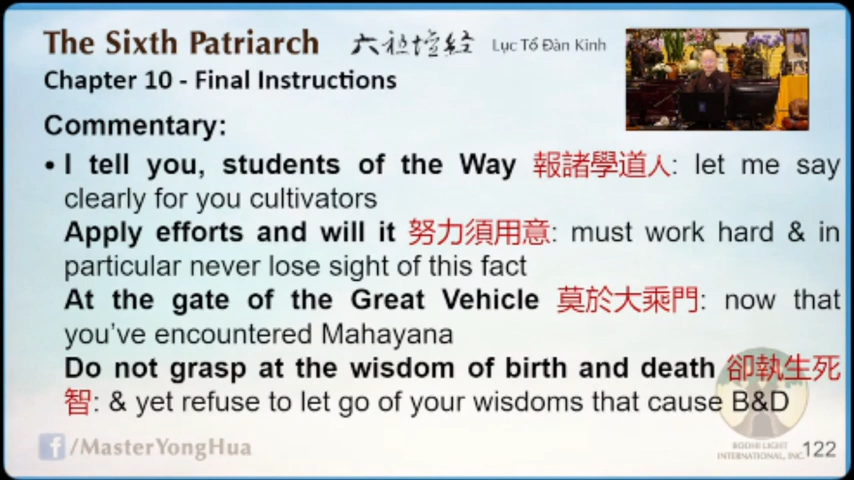 The Sixth Patriarch 六祖壇経 Lục Tổ Đàn Kinh
Chapter 10 - Final Instructions
Commentary:
• I tell you, students of the Way 報諸學道人: let me say
clearly for you cultivators
Apply efforts and will it 努力須用意: must work hard & in
particular never lose sight of this fact
At the gate of the Great Vehicle 莫於大乘門: now that
you've encountered Mahayana
Do not grasp at the wisdom of birth and death 卻執生死
智: & yet refuse to let go of your wisdoms that cause B&D
f /MasterYongHua
BODHI LIGHT
INTERNATIONAL, INC.
122